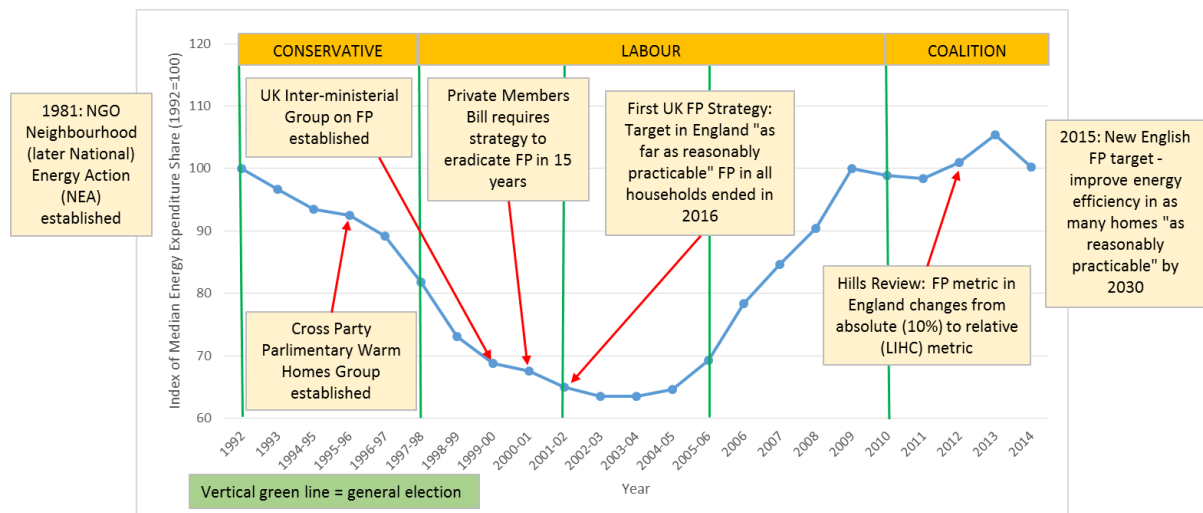 CONSERVATIVE
LABOUR
COALITION
1981: NGO
Neighbourhood
(later National)
Energy Action
(NEA)
established
UK Inter-ministerial
Group on FP
established
Private Members
Bill requires
strategy to
eradicate FP in 15
years
First UK FP Strategy:
Target in England "as
far as reasonably
practicable" FP in all
households ended in
2016
2015: New English
FP target -
improve energy
efficiency in as
many homes "as
reasonably
practicable" by
2030
Cross Party
Parlimentary Warm
Homes Group
established
Hills Review:  FP metric in
England changes from
absolute (10%) to relative
(LIHC) metric
Index of Median Energy Expenditure Share (1992=100)
120
110
100
90
80
70
60
1992
1993
1994-95
1995-96
1996-97
1997-98
1998-99
1999-00
2000-01
2001-02
2002-03
2003-04
2004-05
2005-06
2006
2007
2008
2009
2010
2011
2012
2013
2014
Year
Vertical green line = general election